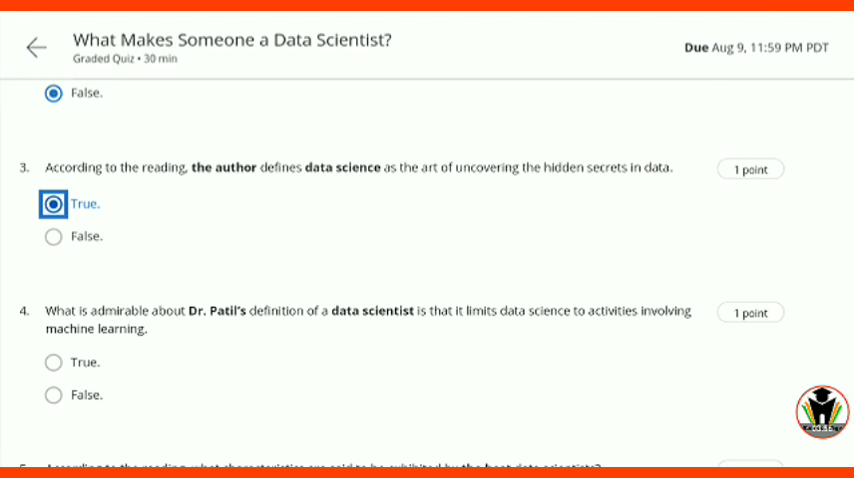 What Makes Someone a Data Scientist?
Graded Quiz • 30 min
Due Aug 9, 11:59 PM PDT
False.
3. According to the reading, the author defines data science as the art of uncovering the hidden secrets in data.
1 point
True.
False.
4. What is admirable about Dr. Patil's definition of a data scientist is that it limits data science to activities involving
machine learning.
1 point
True.
False.